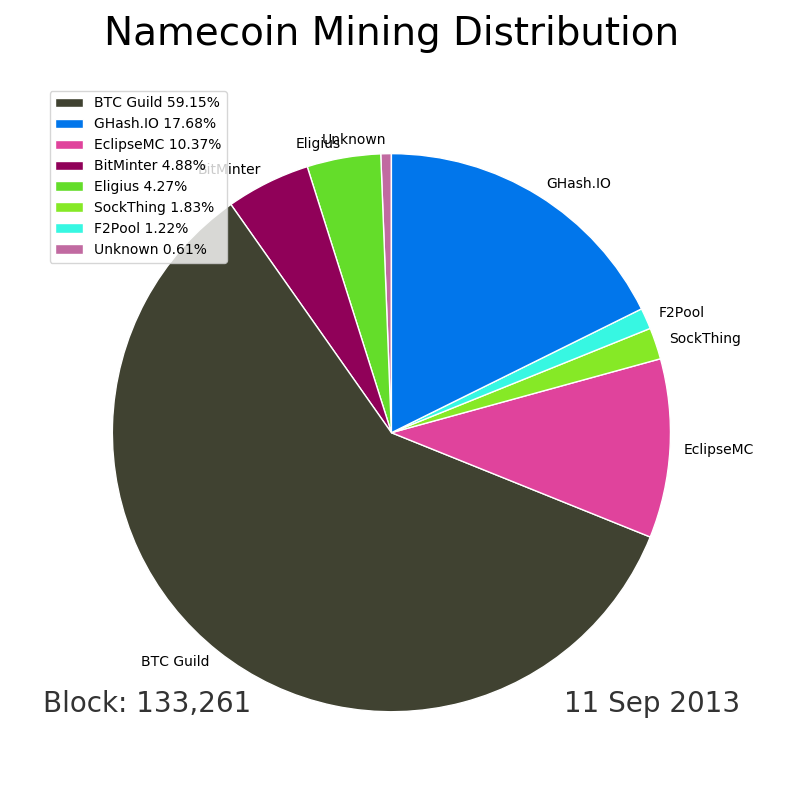 Namecoin Mining Distribution
BTC Guild 59.15%
GHash.IO 17.68%
EclipseMC 10.37%
BitMinter 4.88%
Eligius 4.27%
SockThing 1.83%
F2Pool 1.22%
Unknown 0.61%
Unknown
Eligius
BitMinter
GHash.IO
F2Pool
SockThing
EclipseMC
BTC Guild
Block: 133,261
11 Sep 2013